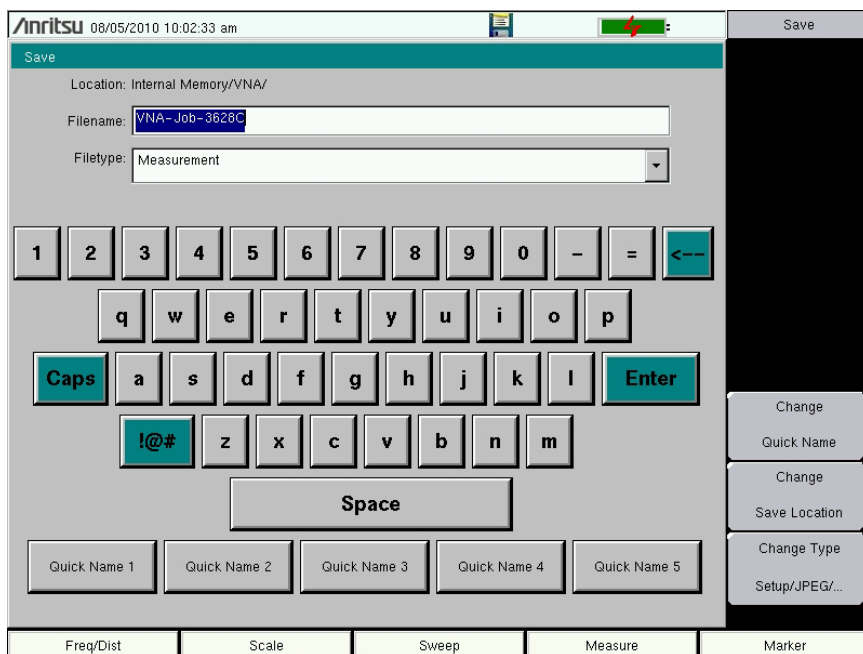 /inritsu 08/05/2010 10:02:33 am
Save
Save
Location: Internal Memory/VNA/
Filename: VNA-Job-3628C
Filetype: Measurement
1 2 3 4 5 6 7 8 9 0 - = <--
q w e r t y u i o p
Caps a s d f g h j k l Enter
!@# z x c v b n m
Space
Quick Name 1 Quick Name 2 Quick Name 3 Quick Name 4 Quick Name 5
Change
Quick Name
Change
Save Location
Change Type
Setup/JPEG/...
Freq/Dist Scale Sweep Measure Marker